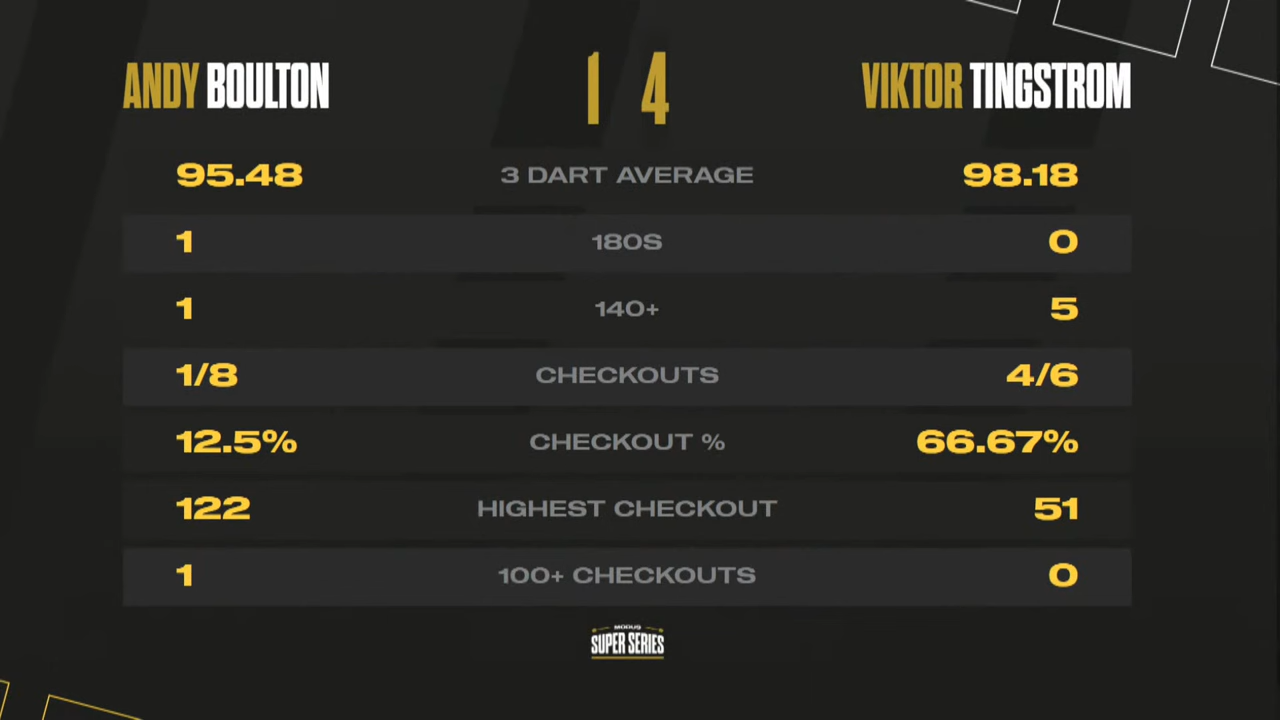 ANDY BOULTON 1 4 VIKTOR TINGSTROM
95.48 3 DART AVERAGE 98.18
1 180S 0
1 140+ 5
1/8 CHECKOUTS 4/6
12.5% CHECKOUT % 66.67%
122 HIGHEST CHECKOUT 51
1 100+ CHECKOUTS 0
MODUS
SUPER SERIES